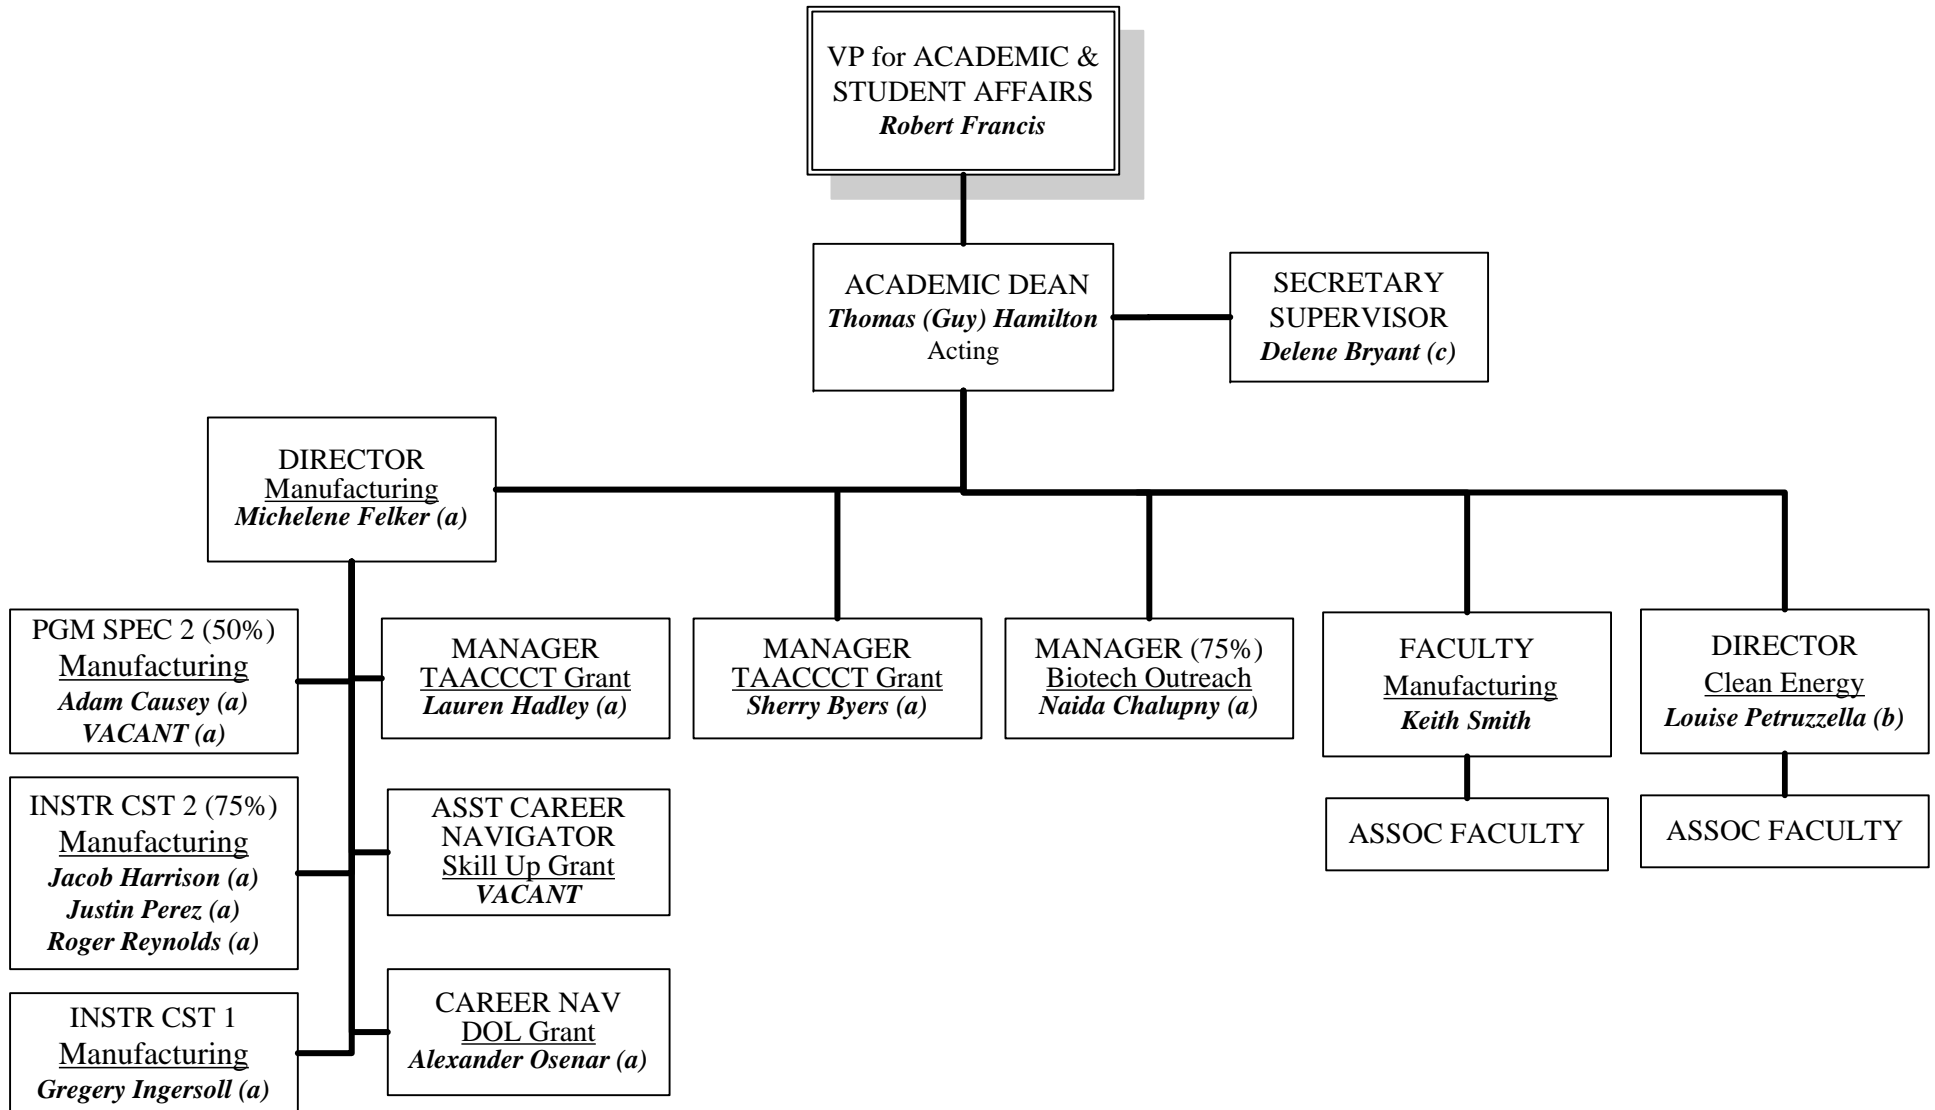 VP for ACADEMIC &
STUDENT AFFAIRS
Robert Francis
ACADEMIC DEAN
Thomas (Guy) Hamilton
Acting
SECRETARY
SUPERVISOR
Delene Bryant (c)
DIRECTOR
Manufacturing
Michelene Felker (a)
PGM SPEC 2 (50%)
Manufacturing
Adam Causey (a)
VACANT (a)
MANAGER
TAACCCT Grant
Lauren Hadley (a)
MANAGER
TAACCCT Grant
Sherry Byers (a)
MANAGER (75%)
Biotech Outreach
Naida Chalupny (a)
FACULTY
Manufacturing
Keith Smith
DIRECTOR
Clean Energy
Louise Petruzzella (b)
INSTR CST 2 (75%)
Manufacturing
Jacob Harrison (a)
Justin Perez (a)
Roger Reynolds (a)
ASST CAREER
NAVIGATOR
Skill Up Grant
VACANT
ASSOC FACULTY
ASSOC FACULTY
INSTR CST 1
Manufacturing
Gregery Ingersoll (a)
CAREER NAV
DOL Grant
Alexander Osenar (a)